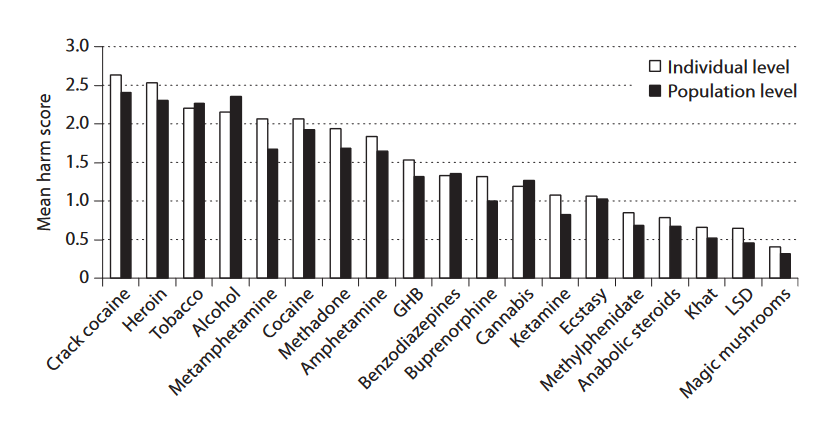 3.0
2.5
2.0
1.5
1.0
0.5
0
Mean harm score
Individual level
Population level
Crack cocaine
Heroin
Tobacco
Alcohol
Metamphetamine
Cocaine
Methadone
Amphetamine
GHB
Benzodiazepines
Buprenorphine
Cannabis
Ketamine
Ecstasy
Methylphenidate
Anabolic steroids
Khat
LSD
Magic mushrooms